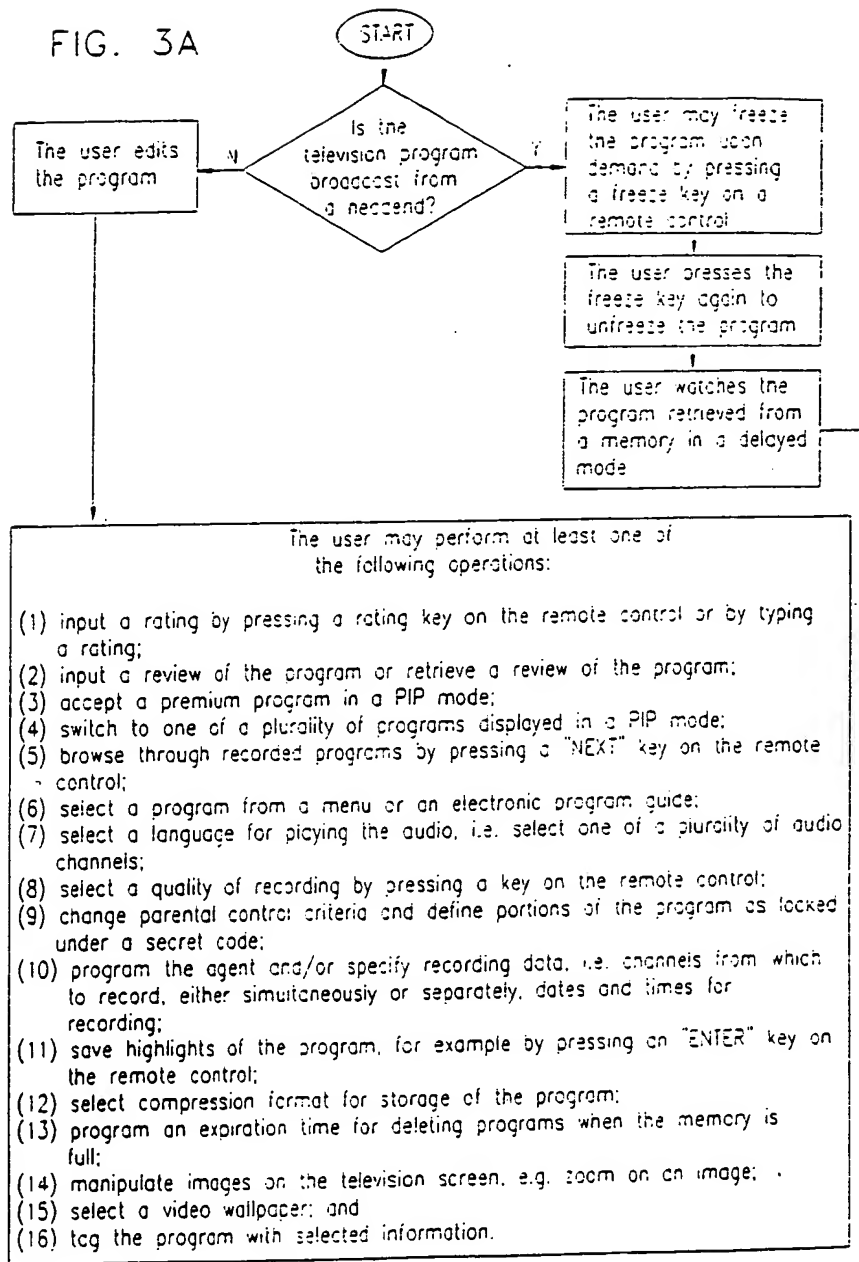 FIG. 3A
START
Is the
television program
broadcast from
a headend?
N
Y
The user edits
the program
The user may freeze
the program upon
demand by pressing
a freeze key on a
remote control
The user presses the
freeze key again to
unfreeze the program
The user watches the
program retrieved from
a memory in a delayed
mode
The user may perform at least one of
the following operations:
(1) input a rating by pressing a rating key on the remote control or by typing
a rating;
(2) input a review of the program or retrieve a review of the program;
(3) accept a premium program in a PIP mode;
(4) switch to one of a plurality of programs displayed in a PIP mode;
(5) browse through recorded programs by pressing a "NEXT" key on the remote
control;
(6) select a program from a menu or an electronic program guide;
(7) select a language for playing the audio, i.e. select one of a plurality of audio
channels;
(8) select a quality of recording by pressing a key on the remote control;
(9) change parental control criteria and define portions of the program as locked
under a secret code;
(10) program the agent and/or specify recording data, i.e. channels from which
to record, either simultaneously or separately, dates and times for
recording;
(11) save highlights of the program, for example by pressing an "ENTER" key on
the remote control;
(12) select compression format for storage of the program;
(13) program an expiration time for deleting programs when the memory is
full;
(14) manipulate images on the television screen, e.g. zoom on an image;
(15) select a video wallpaper; and
(16) tag the program with selected information.